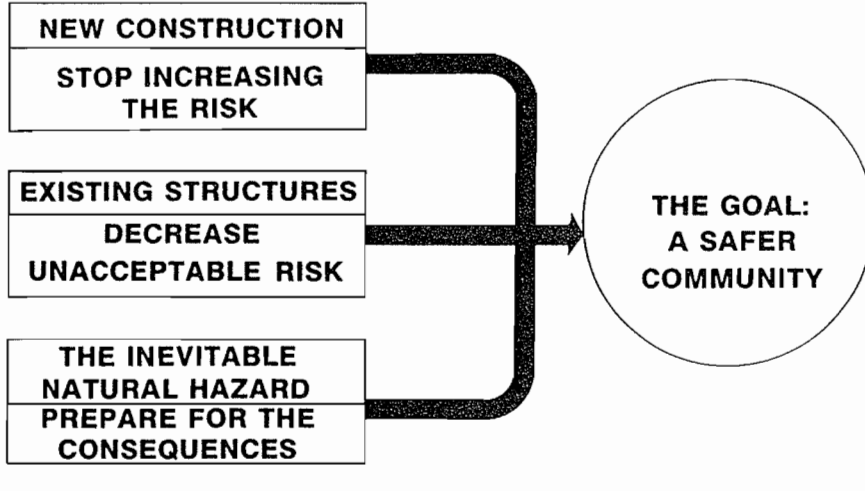 NEW CONSTRUCTION
STOP INCREASING
THE RISK
EXISTING STRUCTURES
DECREASE
UNACCEPTABLE RISK
THE INEVITABLE
NATURAL HAZARD
PREPARE FOR THE
CONSEQUENCES
THE GOAL:
A SAFER
COMMUNITY